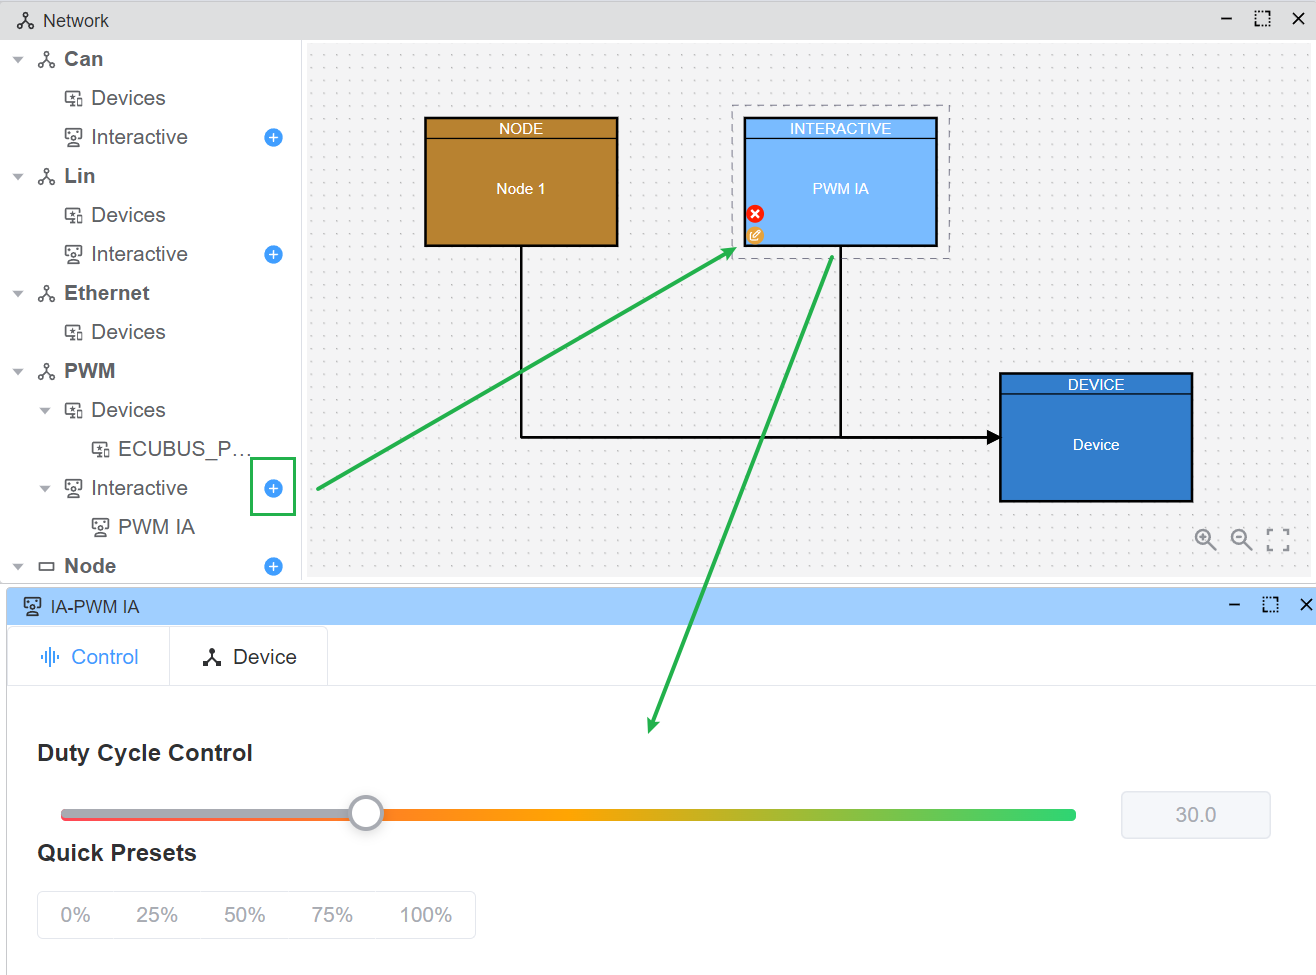 Network
Can
Devices
Interactive
Lin
Devices
Interactive
Ethernet
Devices
PWM
Devices
ECUBUS_P...
Interactive
PWM IA
Node
NODE
Node 1
INTERACTIVE
PWM IA
DEVICE
Device
IA-PWM IA
Control
Device
Duty Cycle Control
30.0
Quick Presets
0% 25% 50% 75% 100%